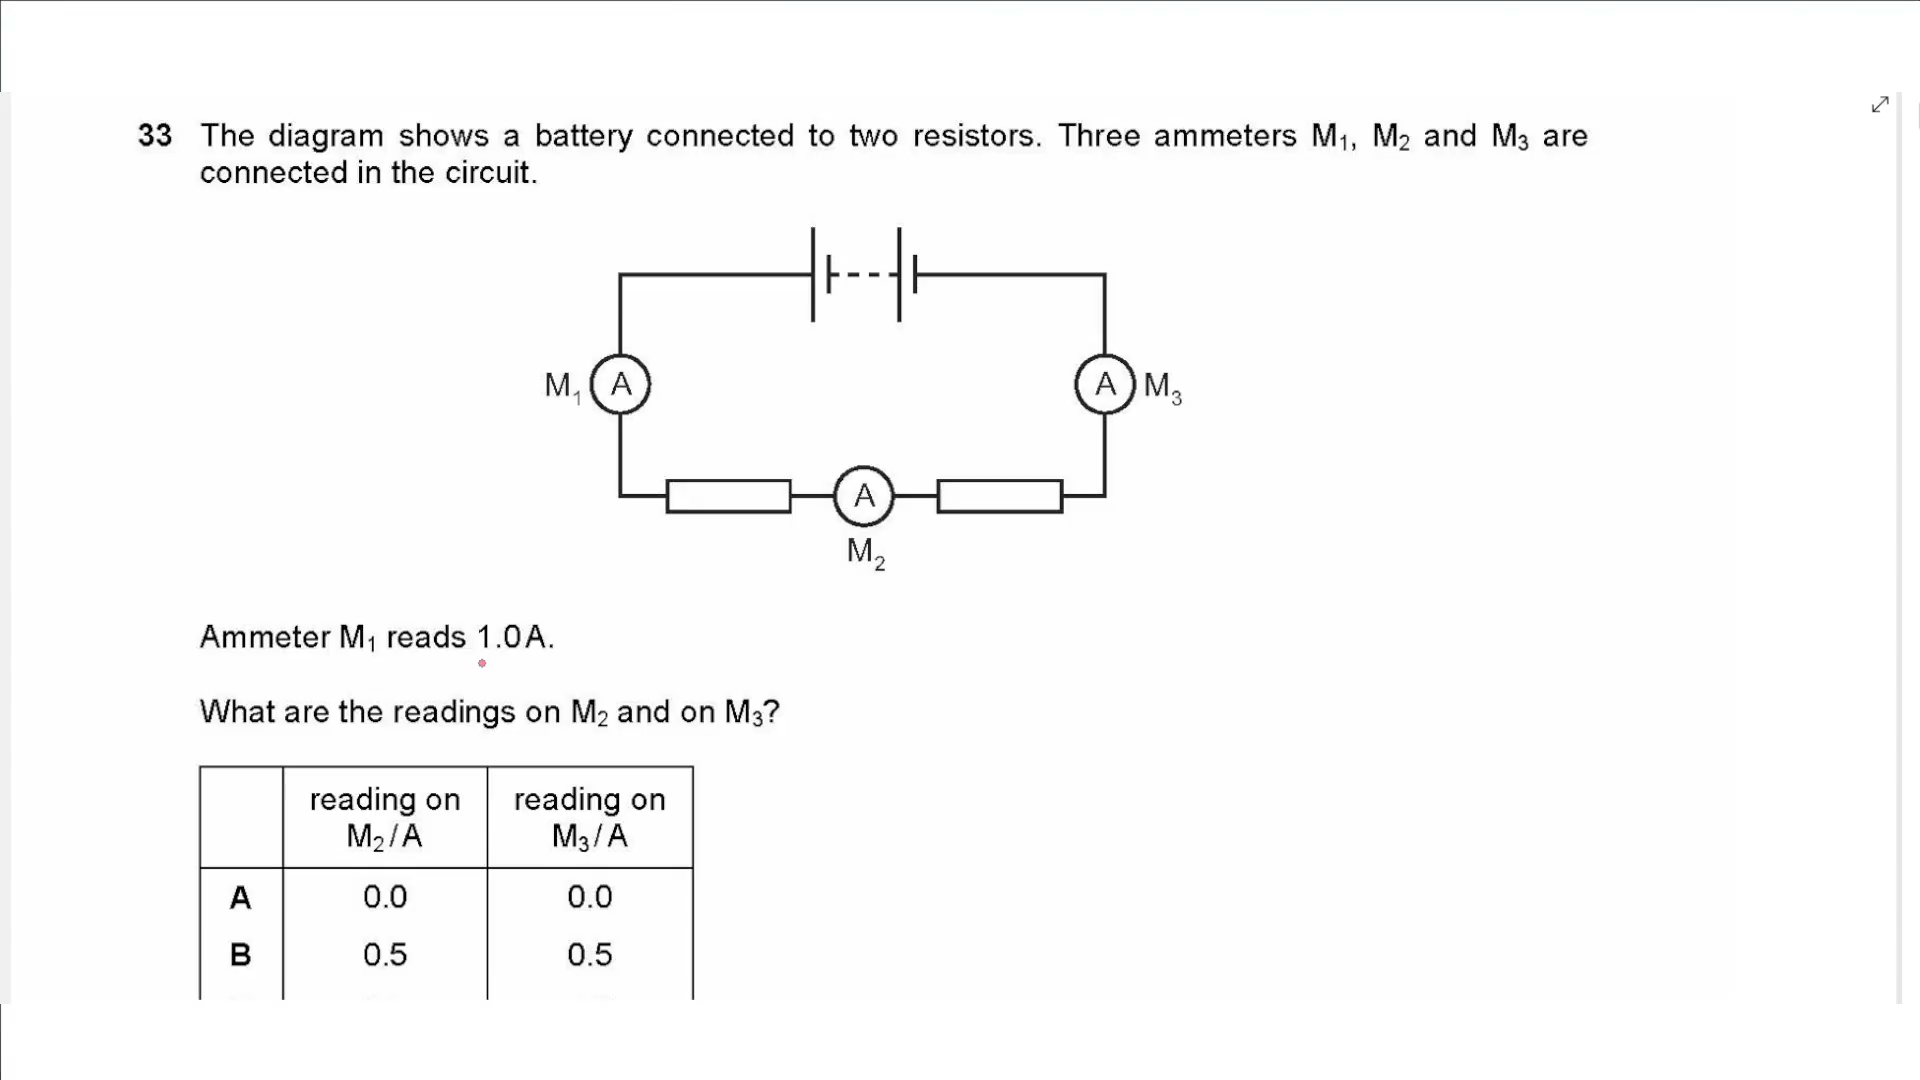 33 The diagram shows a battery connected to two resistors. Three ammeters M₁, M₂ and M₃ are
connected in the circuit.
M₁ A
A M₃
A
M₂
Ammeter M₁ reads 1.0A.
What are the readings on M₂ and on M₃?
reading on M₂/A reading on M₃/A
A 0.0 0.0
B 0.5 0.5